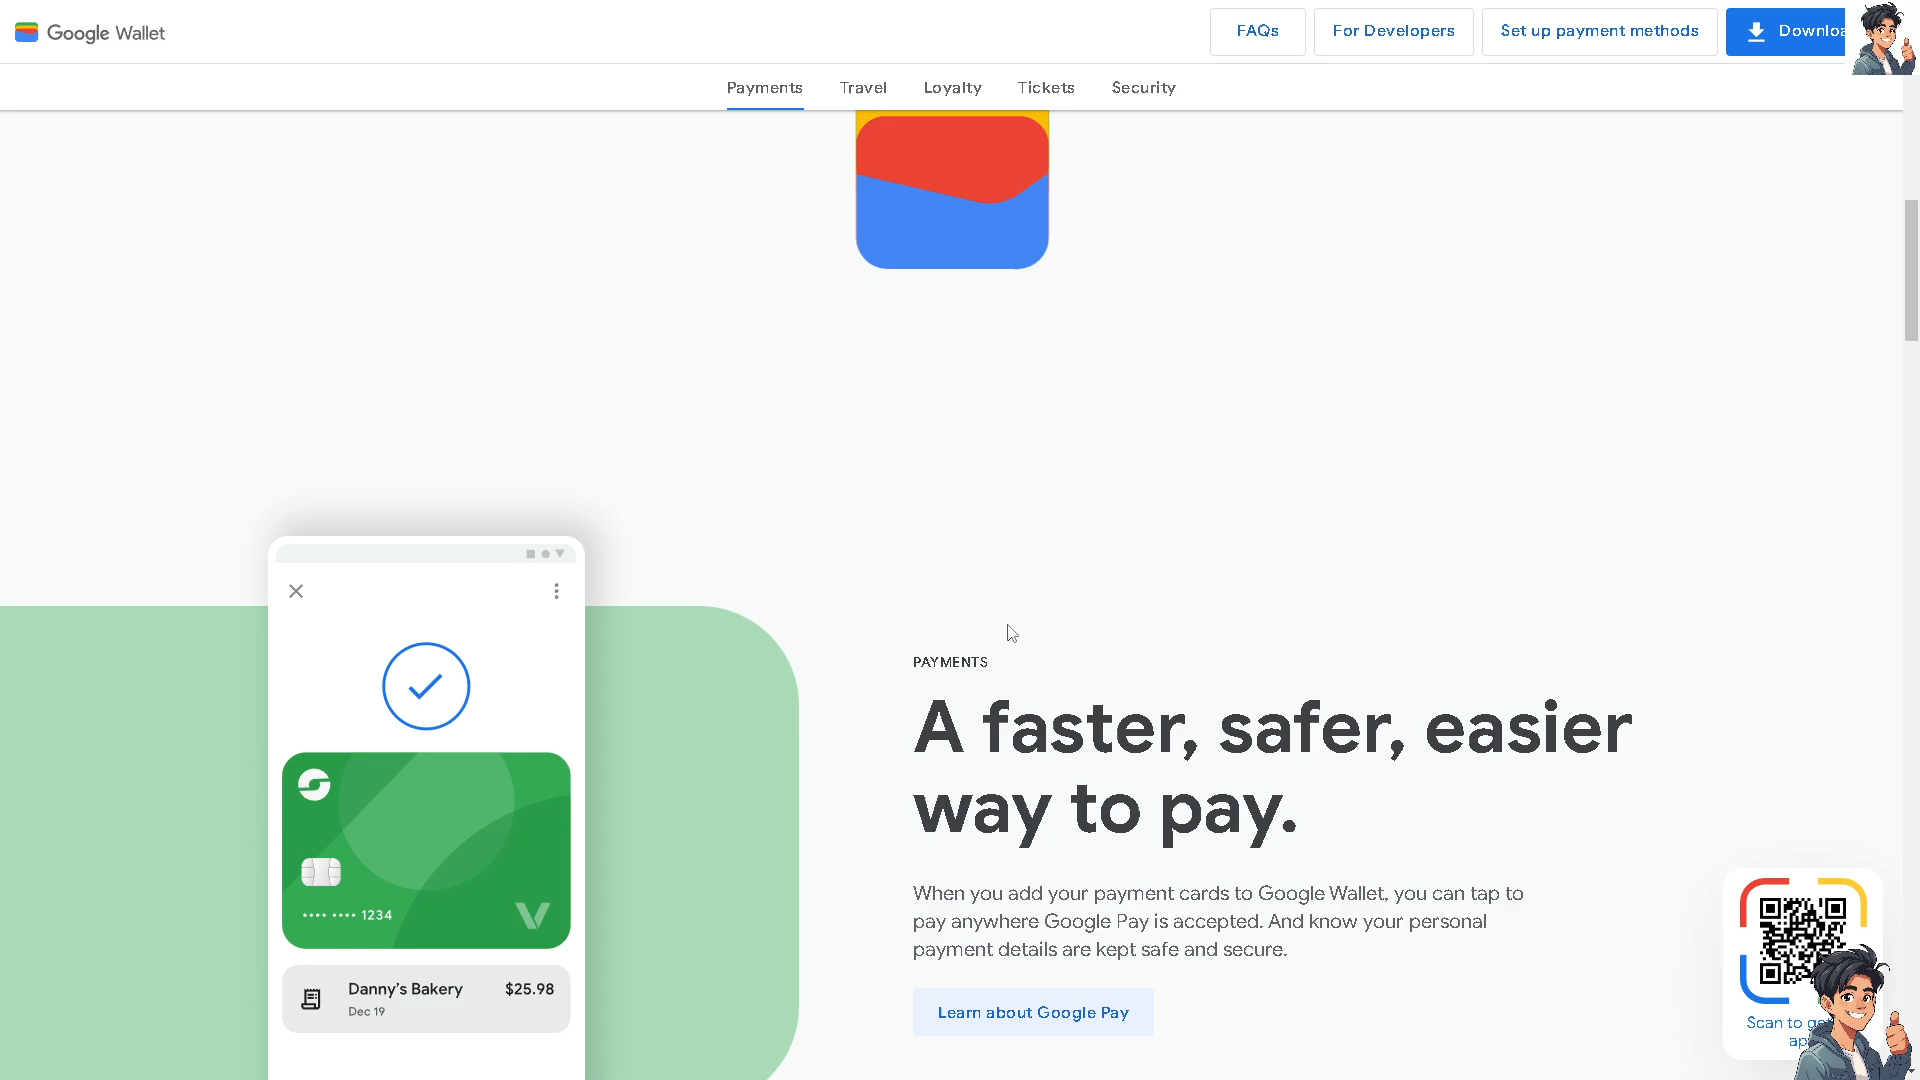 Google Wallet
FAQs
For Developers
Set up payment methods
Payments
Travel
Loyalty
Tickets
Security
•••• •••• 1234
Danny's Bakery
$25.98
Dec 19
PAYMENTS
A faster, safer, easier
way to pay.
When you add your payment cards to Google Wallet, you can tap to
pay anywhere Google Pay is accepted. And know your personal
payment details are kept safe and secure.
Learn about Google Pay
Scan to